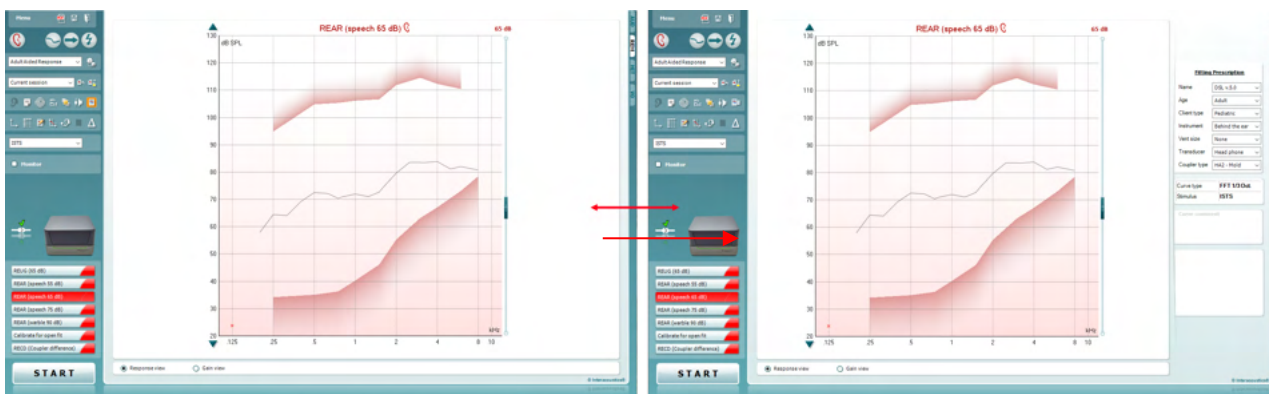 Menu
REAR (speech 65 dB)
65 dB
Adult Aided Response
Current session
ISTS
Monitor
REUG (65 dB)
REAR (speech 55 dB)
REAR (speech 65 dB)
REAR (speech 75 dB)
REAR (warble 90 dB)
Calibrate for open fit
RECD (Coupler difference)
START
dB SPL
130
120
110
100
90
80
70
60
50
40
30
20
.125 .25 .5 1 2 4 8 10
kHz
Response view
Gain view
Menu
REAR (speech 65 dB)
65 dB
Adult Aided Response
Current session
ISTS
Monitor
REUG (65 dB)
REAR (speech 55 dB)
REAR (speech 65 dB)
REAR (speech 75 dB)
REAR (warble 90 dB)
Calibrate for open fit
RECD (Coupler difference)
START
dB SPL
130
120
110
100
90
80
70
60
50
40
30
20
.125 .25 .5 1 2 4 8 10
kHz
Response view
Gain view
Fitting Prescription
Name DSL v.5.0
Age Adult
Client type Pediatric
Instrument Behind the ear
Vent size None
Transducer Head phone
Coupler type HA2 - Mold
Curve type FFT 1/3 Oct
Stimulus ISTS